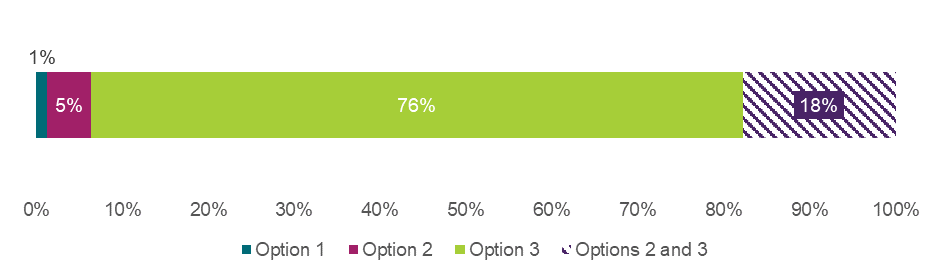 1%
5% 76% 18%
0% 10% 20% 30% 40% 50% 60% 70% 80% 90% 100%
Option 1 Option 2 Option 3 Options 2 and 3